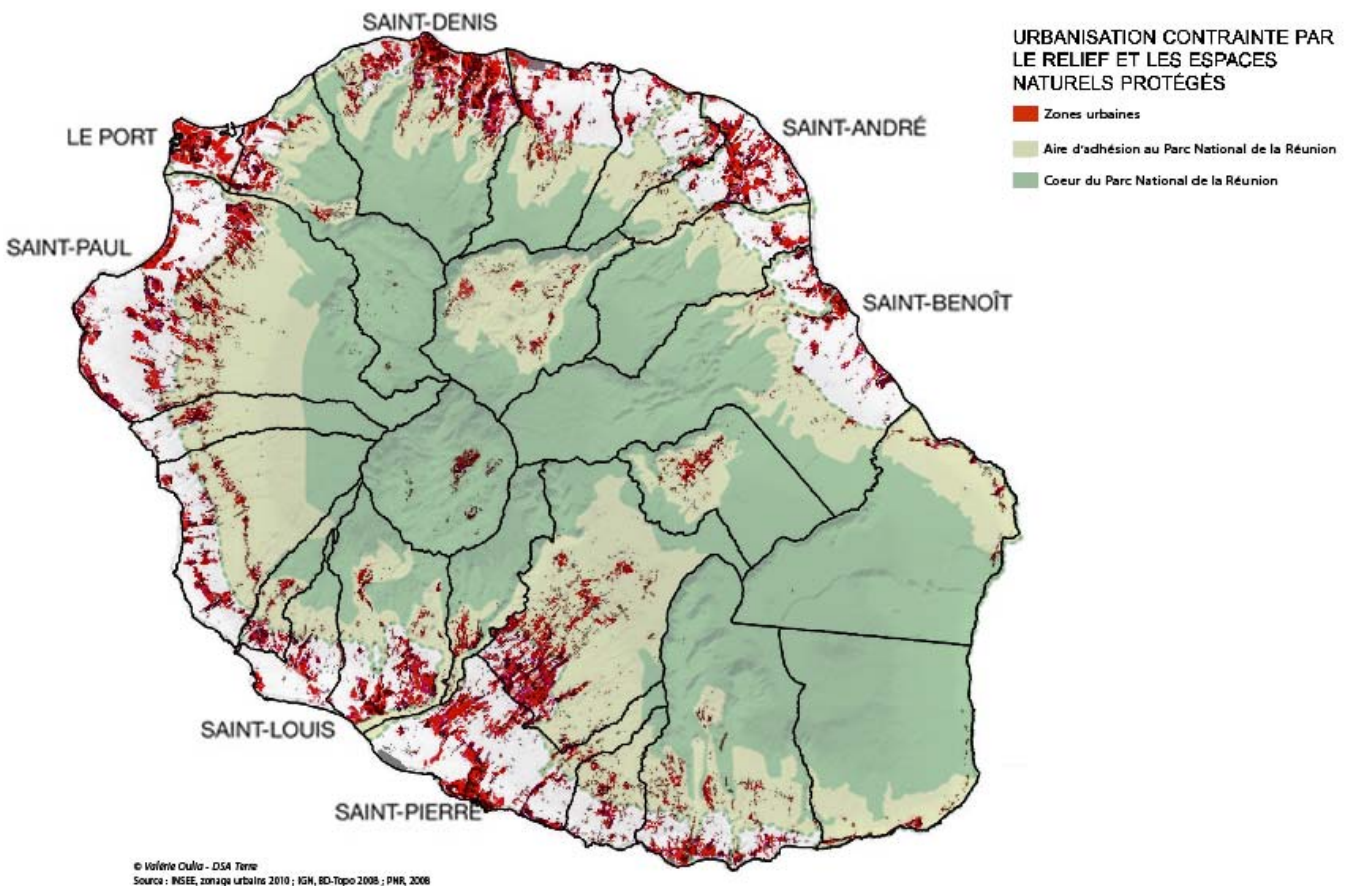 SAINT-DENIS
LE PORT
SAINT-ANDRÉ
SAINT-PAUL
SAINT-BENOÎT
SAINT-LOUIS
SAINT-PIERRE
URBANISATION CONTRAINTE PAR
LE RELIEF ET LES ESPACES
NATURELS PROTÉGÉS
Zones urbaines
Aire d'adhésion au Parc National de la Réunion
Coeur du Parc National de la Réunion
© Valérie Oulia - DSA Terre
Source : INSEE, zonage urbains 2010 ; IGN, BD-Topo 2008 ; PNR, 2008